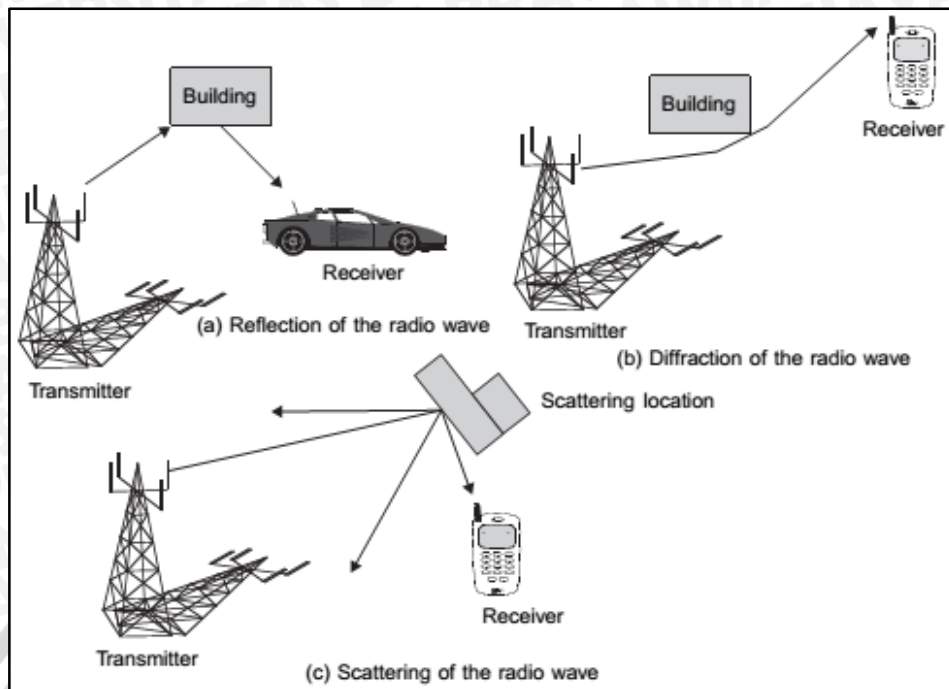 Building
Receiver
Transmitter
(a) Reflection of the radio wave
Building
Receiver
Transmitter
(b) Diffraction of the radio wave
Scattering location
Receiver
Transmitter
(c) Scattering of the radio wave